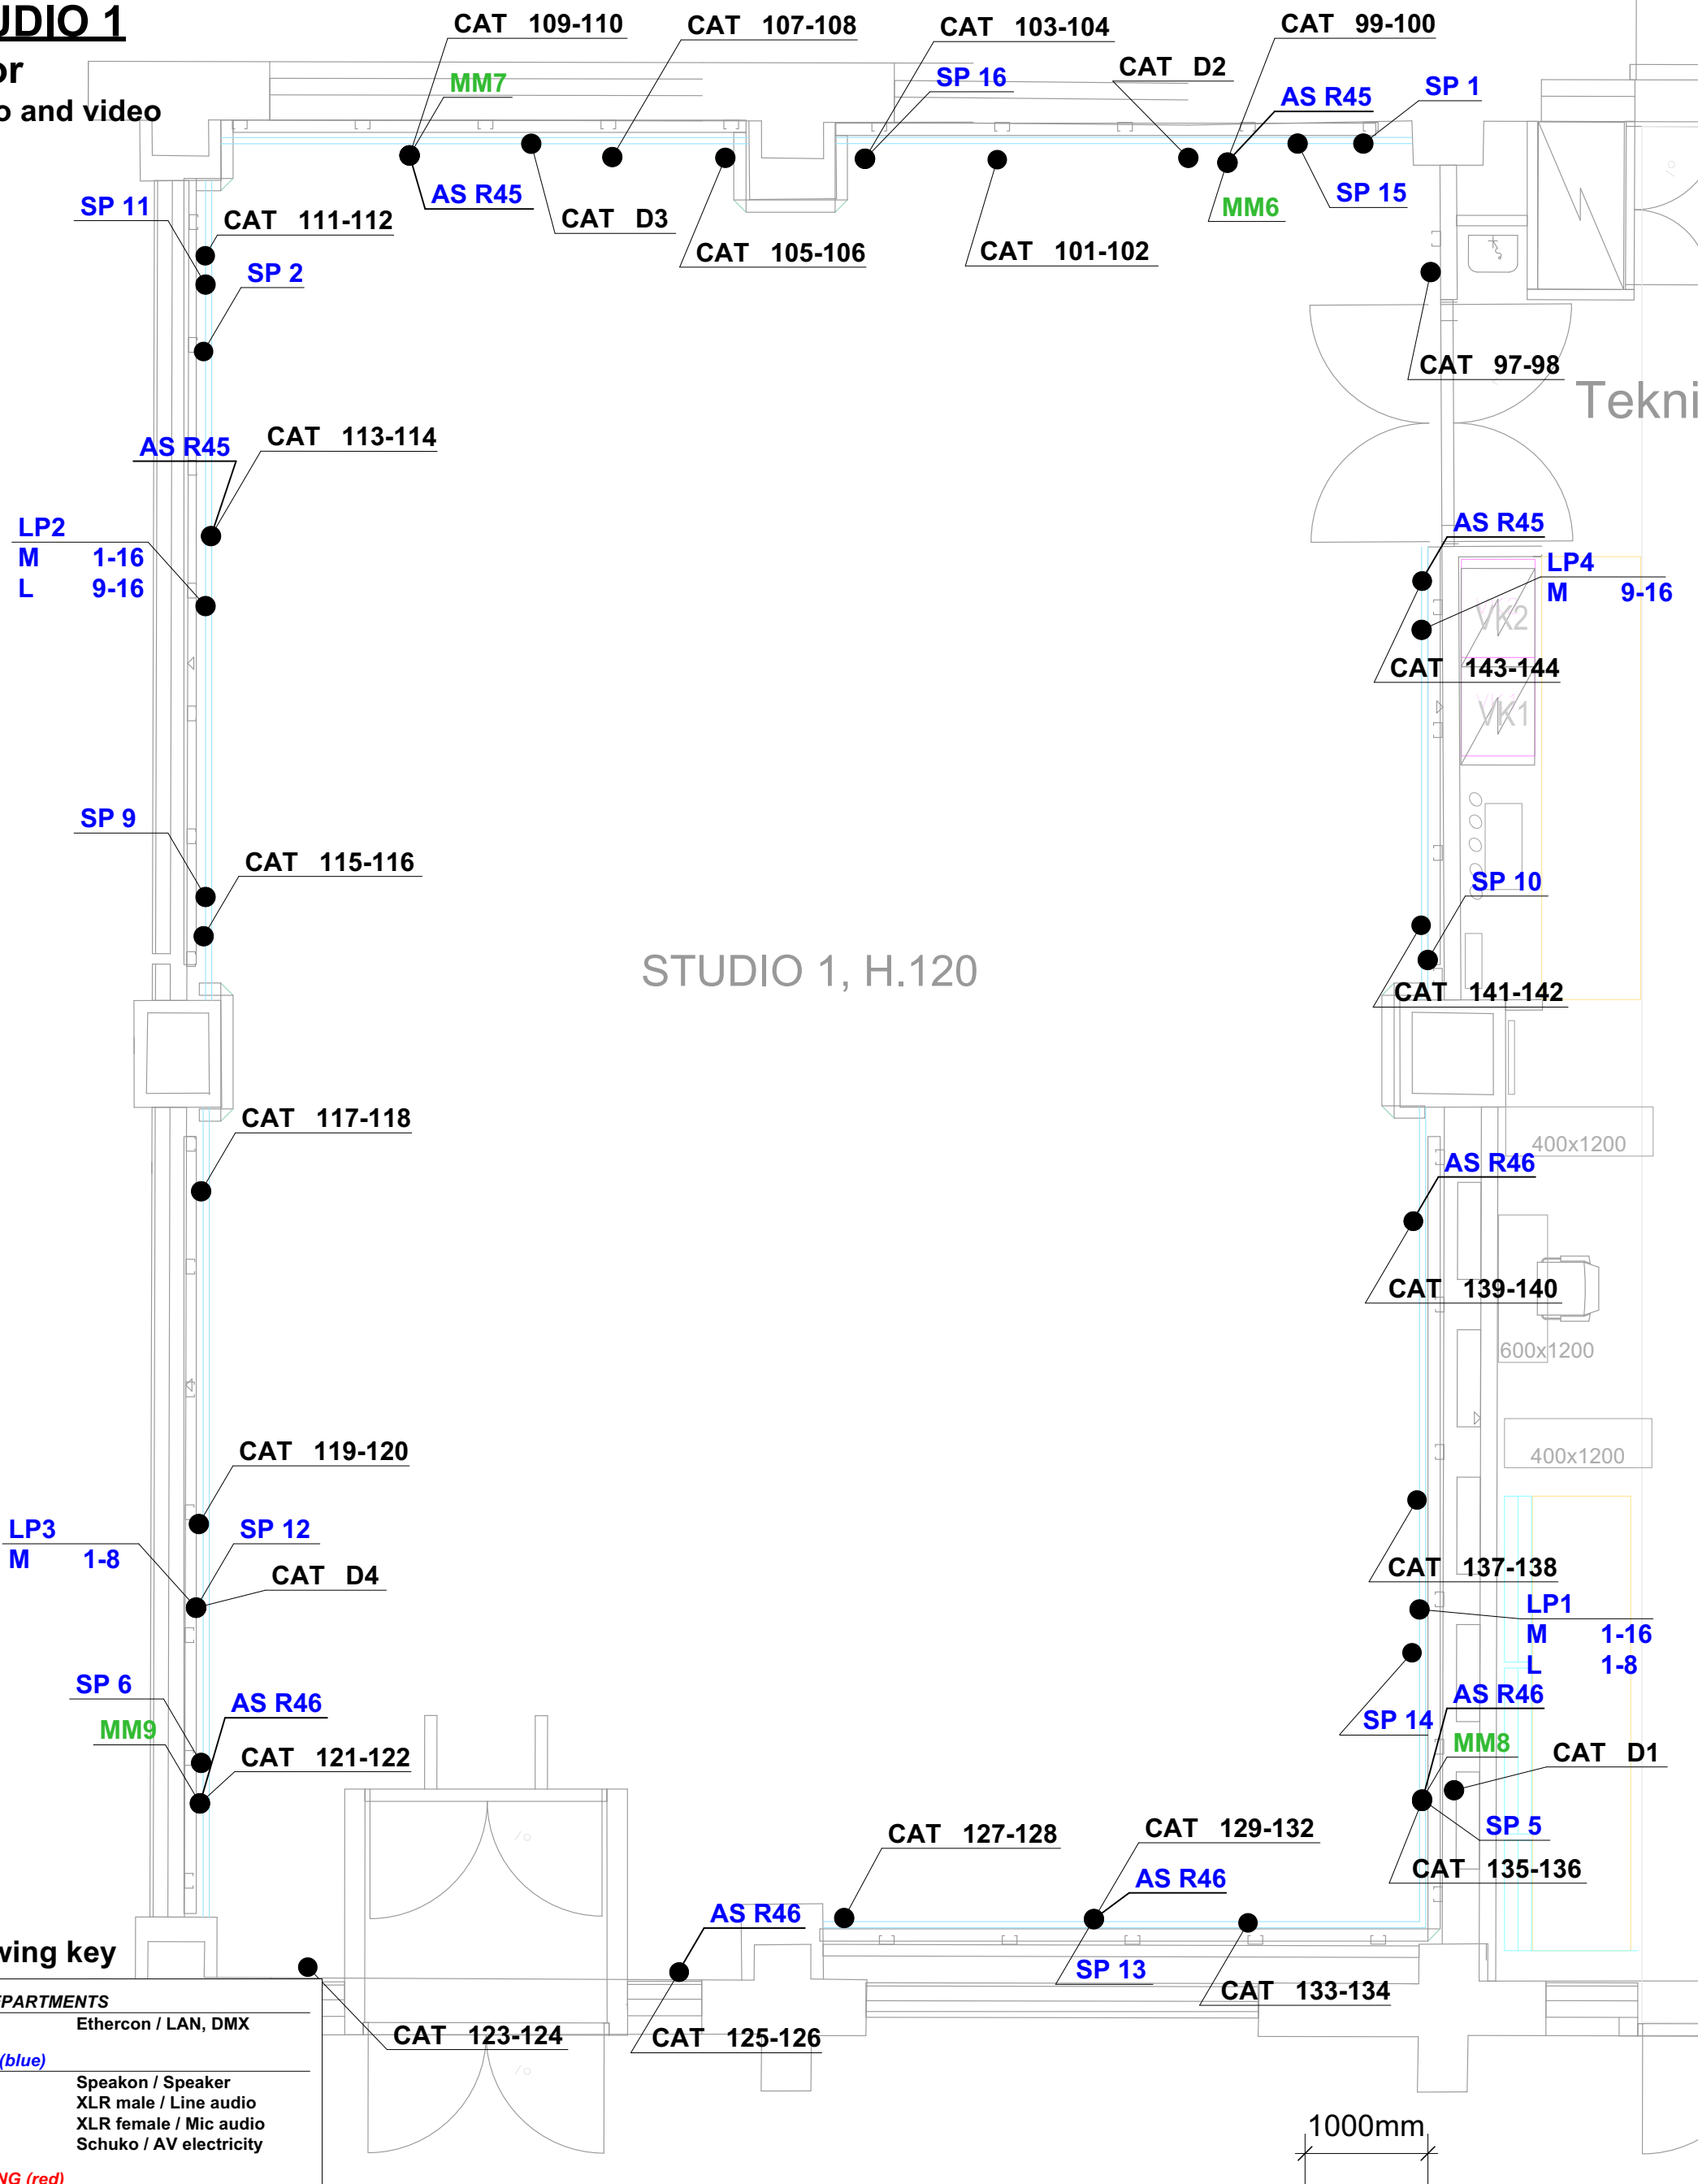 UDIO 1
or
o and video
CAT 109-110
CAT 107-108
CAT 103-104
CAT 99-100
MM7
SP 16
CAT D2
AS R45
SP 1
AS R45
CAT D3
CAT 105-106
CAT 101-102
MM6
SP 15
SP 11
CAT 111-112
SP 2
CAT 97-98
Tekni
AS R45
CAT 113-114
LP2
M 1-16
L 9-16
AS R45
LP4
M 9-16
VK2
CAT 143-144
VK1
SP 9
CAT 115-116
SP 10
STUDIO 1, H.120
CAT 141-142
CAT 117-118
400x1200
AS R46
CAT 139-140
600x1200
CAT 119-120
400x1200
LP3
M 1-8
SP 12
CAT D4
CAT 137-138
LP1
M 1-16
L 1-8
SP 6
AS R46
MM9
CAT 121-122
AS R46
SP 14
MM8
CAT D1
SP 5
CAT 135-136
CAT 127-128
CAT 129-132
AS R46
AS R46
SP 13
CAT 133-134
CAT 123-124
CAT 125-126
wing key
EPARTMENTS
Ethercon / LAN, DMX
(blue)
Speakon / Speaker
XLR male / Line audio
XLR female / Mic audio
Schuko / AV electricity
NG (red)
1000mm